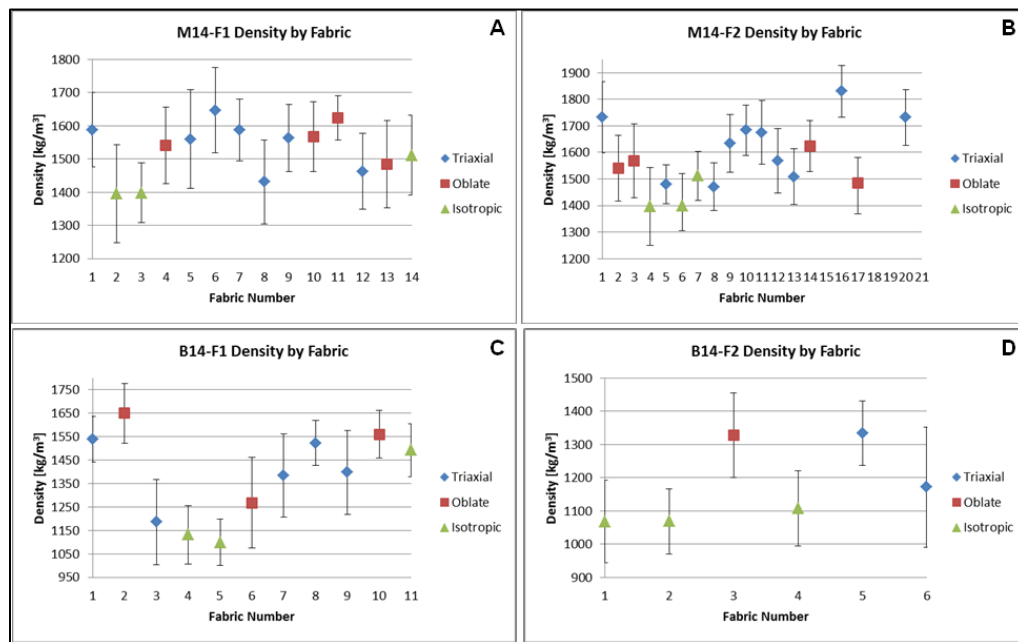 M14-F1 Density by Fabric
A
1800
1700
1600
1500
1400
1300
1200
Density [kg/m³]
1 2 3 4 5 6 7 8 9 10 11 12 13 14
Fabric Number
Triaxial
Oblate
Isotropic
M14-F2 Density by Fabric
B
1900
1800
1700
1600
1500
1400
1300
1200
Density [kg/m³]
1 2 3 4 5 6 7 8 9 10 11 12 13 14 15 16 17 18 19 20 21
Fabric Number
Triaxial
Oblate
Isotropic
B14-F1 Density by Fabric
C
1750
1650
1550
1450
1350
1250
1150
1050
950
Density [kg/m³]
1 2 3 4 5 6 7 8 9 10 11
Fabric Number
Triaxial
Oblate
Isotropic
B14-F2 Density by Fabric
D
1500
1400
1300
1200
1100
1000
900
Density [kg/m³]
1 2 3 4 5 6
Fabric Number
Triaxial
Oblate
Isotropic